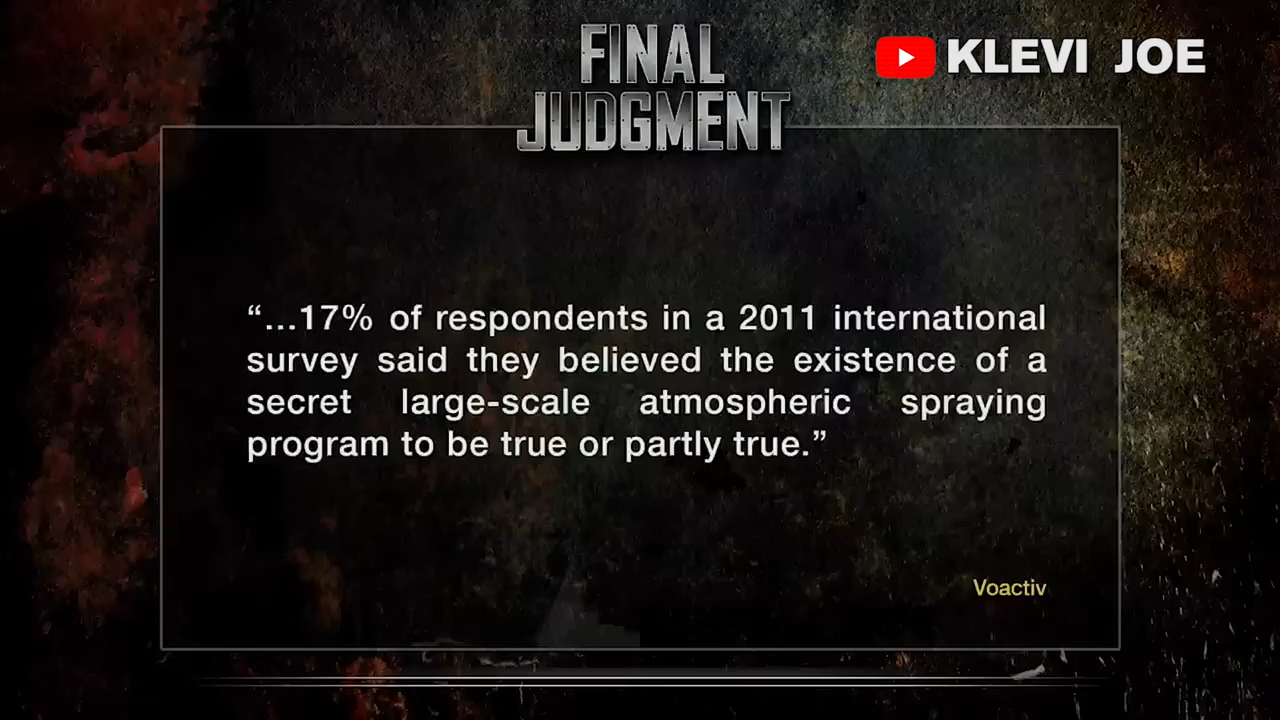 FINAL
JUDGMENT
KLEVI JOE
“...17% of respondents in a 2011 international
survey said they believed the existence of a
secret large-scale atmospheric spraying
program to be true or partly true.”
Voactiv